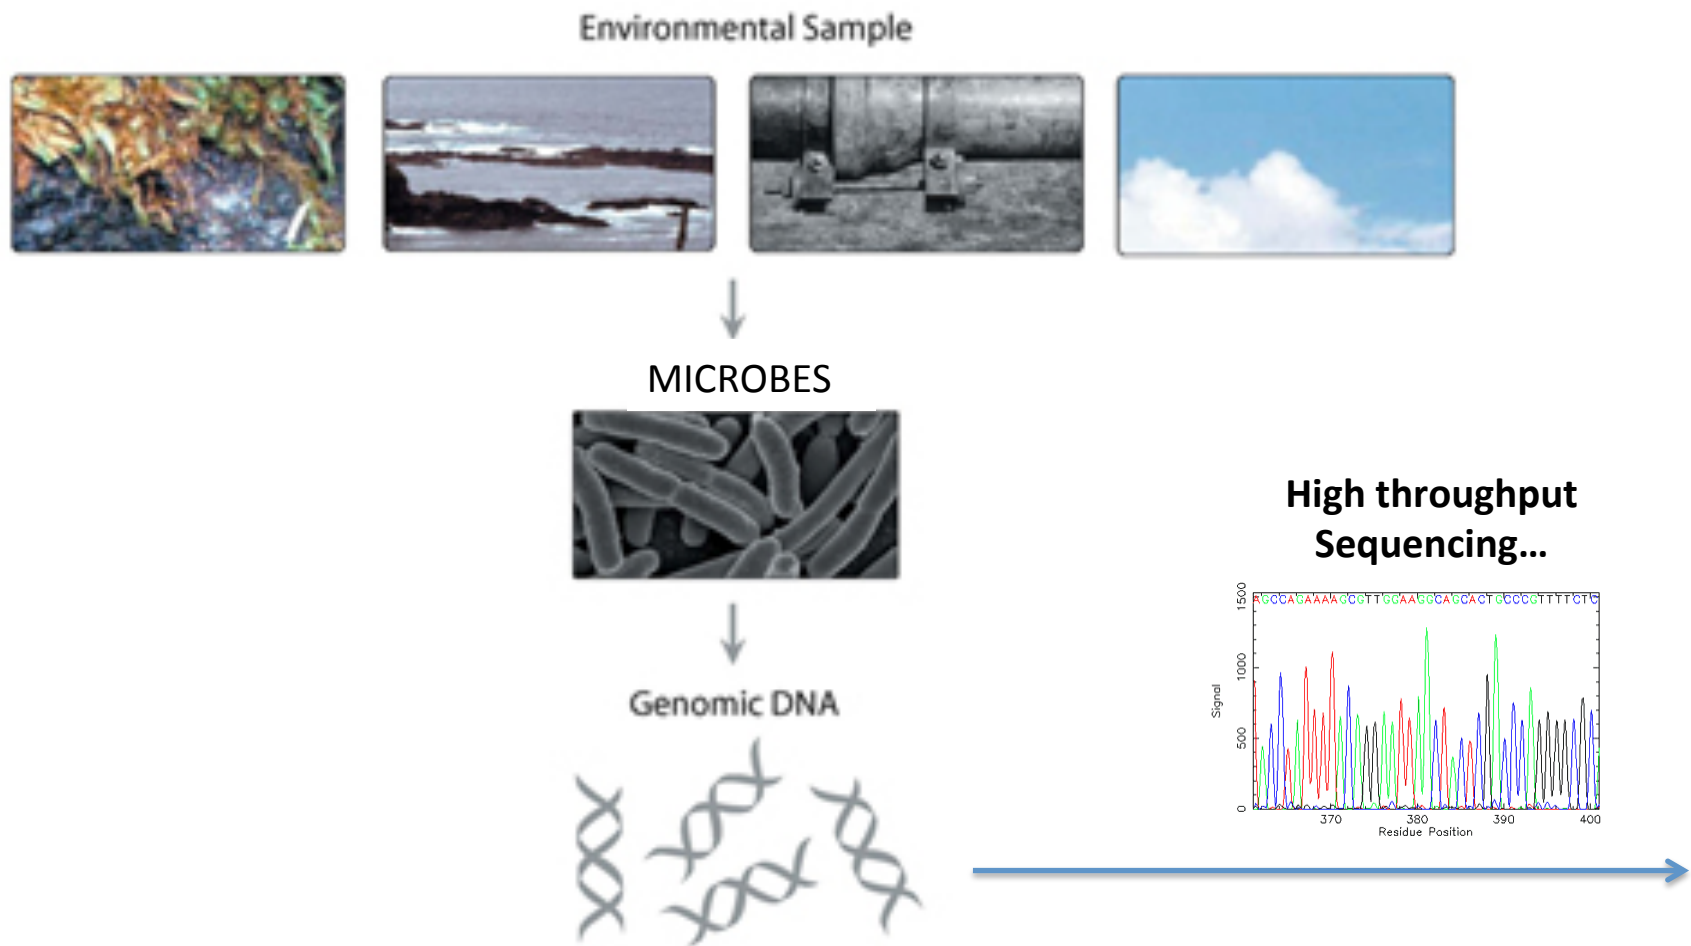 Environmental Sample
MICROBES
High throughput
Sequencing...
AGCCAGAAAAGCGTTGGAAGGCAGCACTGCCCGTTTTCTC
1500
1000
500
0
Signal
370 380 390 400
Residue Position
Genomic DNA